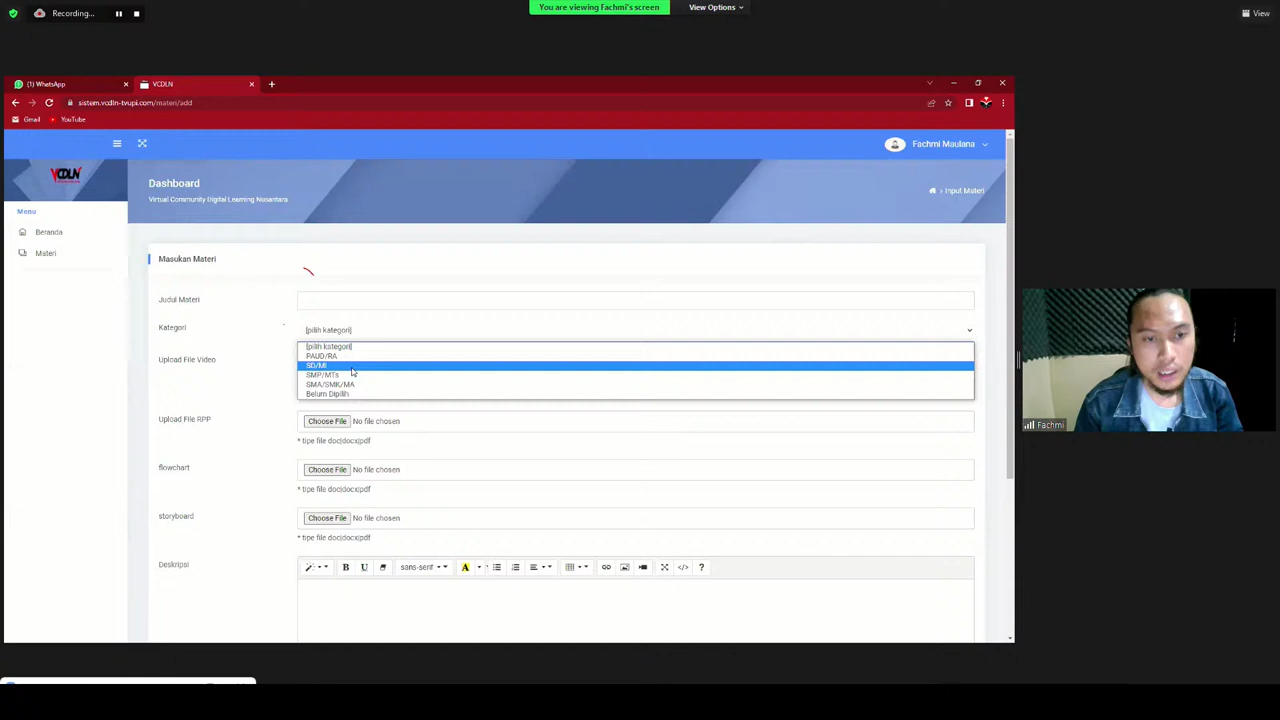 Recording...
You are viewing Fachmi's screen
View Options
View
(1) WhatsApp
VCDLN
sistem.vcdln-tvupi.com/materi/add
Gmail
YouTube
VCDLN
Fachmi Maulana
Dashboard
Virtual Community Digital Learning Nusantara
> Input Materi
Menu
Beranda
Materi
Masukan Materi
Judul Materi
Kategori
[pilih kategori]
[pilih kategori]
PAUD/RA
SD/MI
SMP/MTs
SMA/SMK/MA
Belum Dipilih
Upload File Video
Upload File RPP
Choose File No file chosen
* tipe file doc|docx|pdf
flowchart
Choose File No file chosen
* tipe file doc|docx|pdf
storyboard
Choose File No file chosen
* tipe file doc|docx|pdf
Deskripsi
B U sans-serif A </> ?
Fachmi